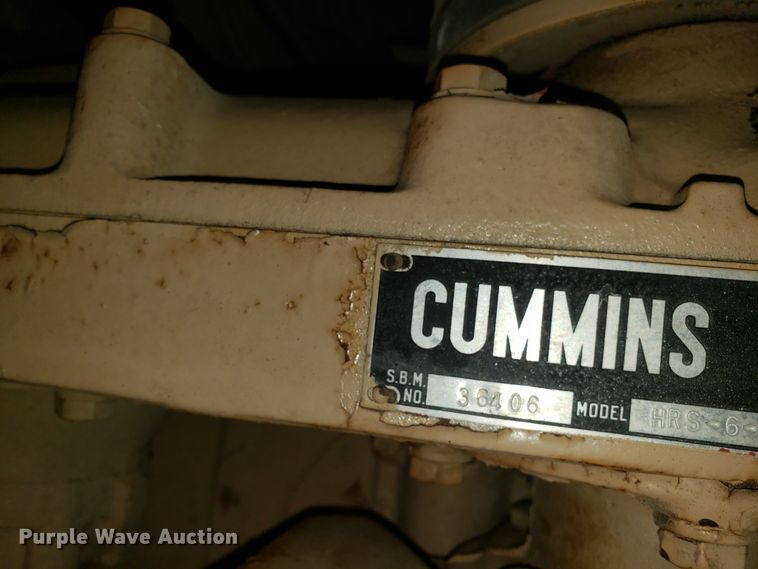 CUMMINS
S.B.M.
NO. 36406 MODEL HRS-6-
Purple Wave Auction